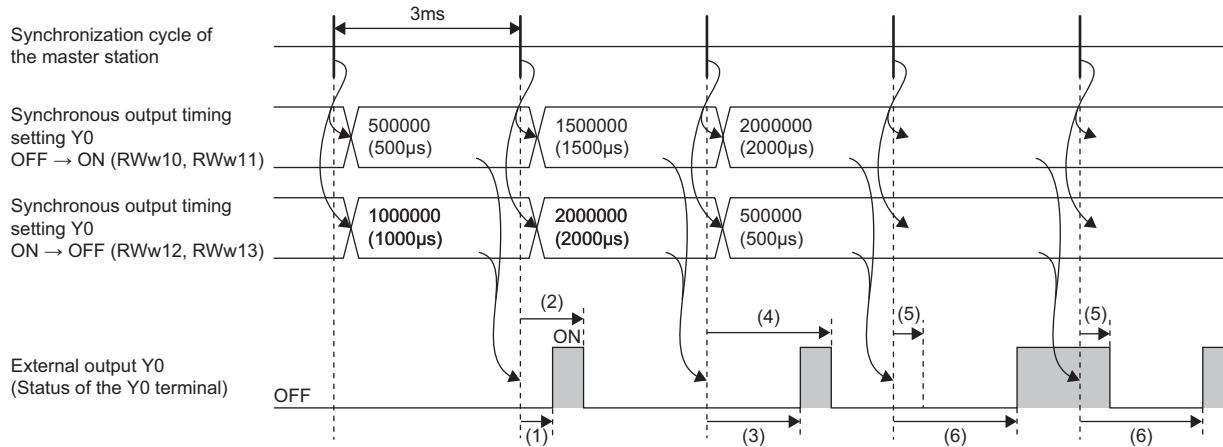 3ms
Synchronization cycle of
the master station
Synchronous output timing
setting Y0
OFF → ON (RWw10, RWw11)
500000
(500µs)
1500000
(1500µs)
2000000
(2000µs)
Synchronous output timing
setting Y0
ON → OFF (RWw12, RWw13)
1000000
(1000µs)
2000000
(2000µs)
500000
(500µs)
(2)
(4)
(5)
(5)
ON
External output Y0
(Status of the Y0 terminal)
OFF
(1)
(3)
(6)
(6)